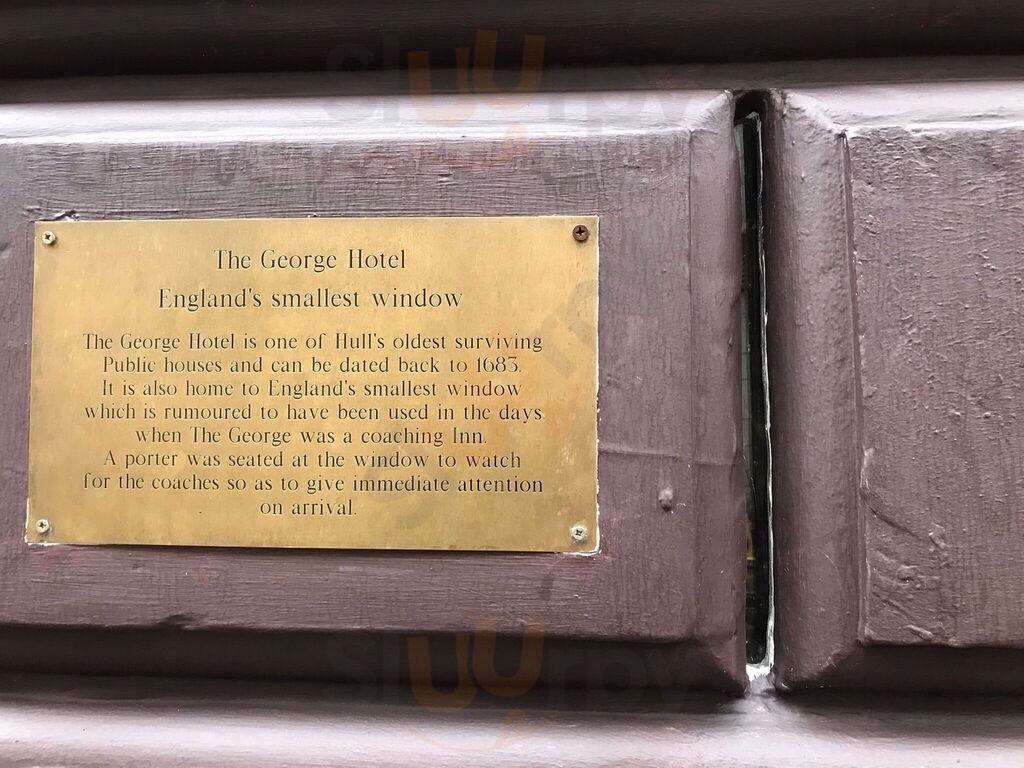 slurrpy
The George Hotel
England's smallest window
The George Hotel is one of Hull's oldest surviving
Public houses and can be dated back to 1683.
It is also home to England's smallest window
which is rumoured to have been used in the days
when The George was a coaching Inn.
A porter was seated at the window to watch
for the coaches so as to give immediate attention
on arrival.
slurrpy